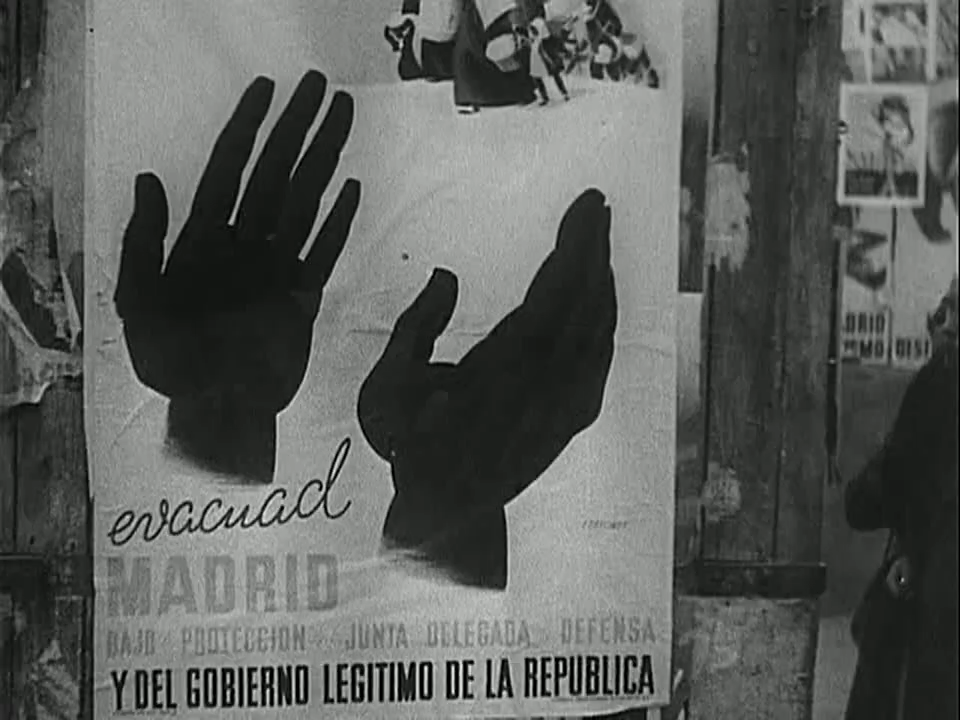 evacuad
MADRID
BAJO PROTECCION JUNTA DELEGADA DEFENSA
Y DEL GOBIERNO LEGITIMO DE LA REPUBLICA